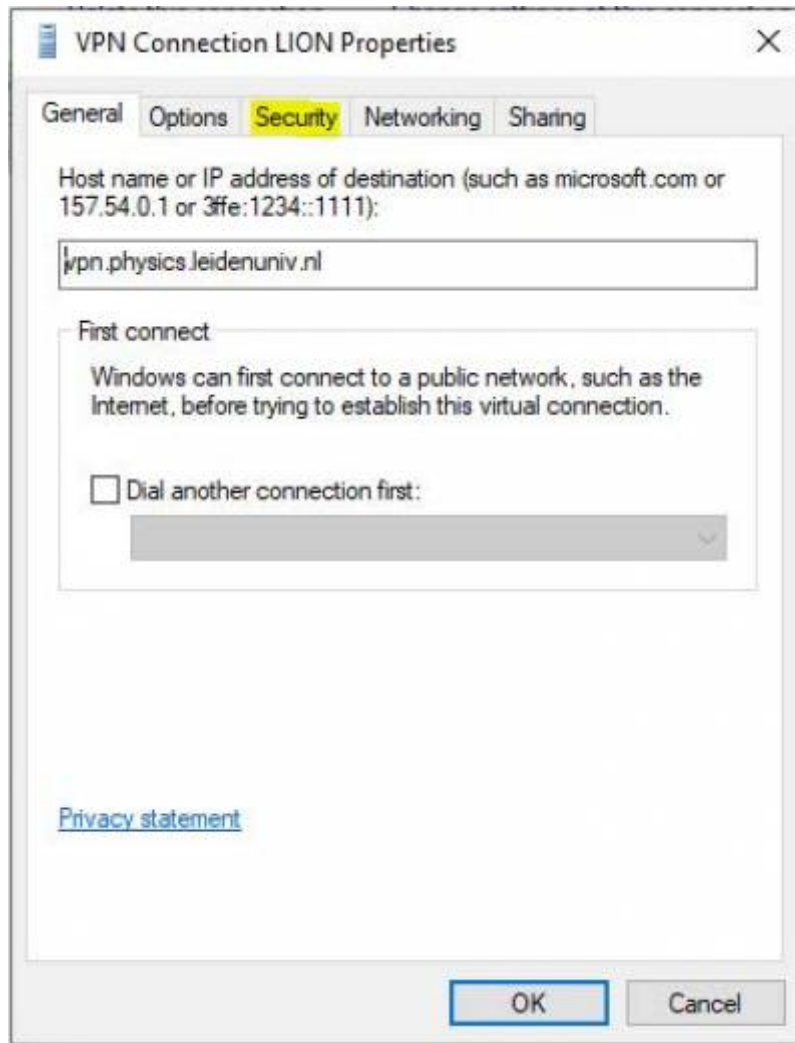 VPN Connection LION Properties
General Options Security Networking Sharing
Host name or IP address of destination (such as microsoft.com or
157.54.0.1 or 3ffe:1234::1111):
vpn.physics.leidenuniv.nl
First connect
Windows can first connect to a public network, such as the
Internet, before trying to establish this virtual connection.
Dial another connection first:
Privacy statement
OK Cancel